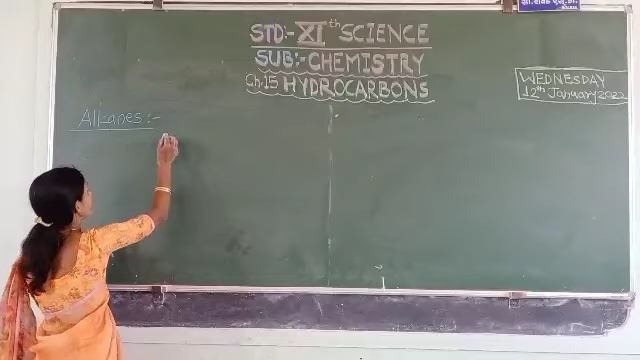 STD:- XIth SCIENCE
SUB:- CHEMISTRY
Ch:15 HYDROCARBONS
WEDNESDAY
12th January 2022
Alkanes :-